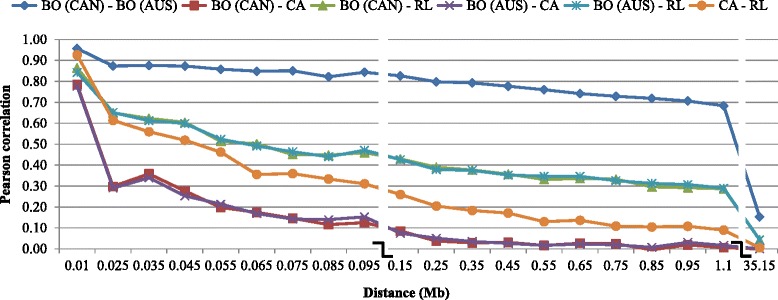 BO (CAN) - BO (AUS) BO (CAN) - CA BO (CAN) - RL BO (AUS) - CA BO (AUS) - RL CA - RL
1.00
0.90
0.80
0.70
0.60
0.50
0.40
0.30
0.20
0.10
0.00
Pearson correlation
0.01 0.025 0.035 0.045 0.055 0.065 0.075 0.085 0.095 0.15 0.25 0.35 0.45 0.55 0.65 0.75 0.85 0.95 1.1 35.15
Distance (Mb)